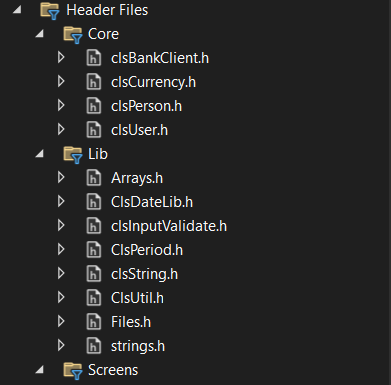 Header Files
Core
clsBankClient.h
clsCurrency.h
clsPerson.h
clsUser.h
Lib
Arrays.h
ClsDateLib.h
clsInputValidate.h
ClsPeriod.h
clsString.h
ClsUtil.h
Files.h
strings.h
Screens